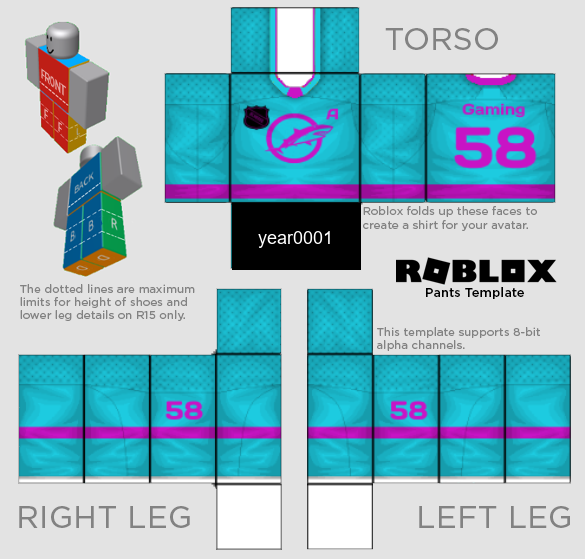 TORSO
FRONT
F
F
L
A
Gaming
58
BACK
B
B
R
Roblox folds up these faces to
create a shirt for your avatar.
year0001
ROBLOX
Pants Template
The dotted lines are maximum
limits for height of shoes and
lower leg details on R15 only.
This template supports 8-bit
alpha channels.
58
58
RIGHT LEG
LEFT LEG